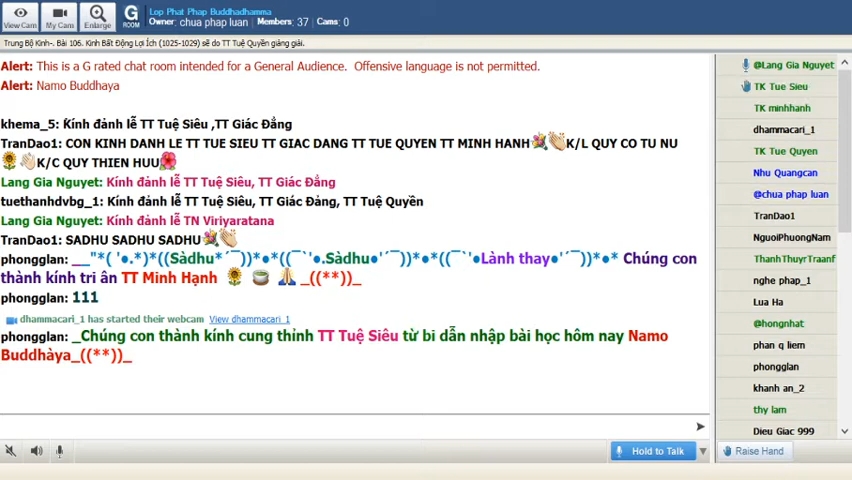 View Cam
My Cam
Enlarge
G
ROOM
Lop Phat Phap Buddhadhamma
Owner: chua phap luan Members: 37 Cams: 0
Trung Bộ Kinh-. Bài 106. Kinh Bất Động Lợi Ích (1025-1029) sẽ do TT Tuệ Quyền giảng giải.
Alert: This is a G rated chat room intended for a General Audience. Offensive language is not permitted.
Alert: Namo Buddhaya
khema_5: Kính đảnh lễ TT Tuệ Siêu ,TT Giác Đẳng
TranDao1: CON KINH DANH LE TT TUE SIEU TT GIAC DANG TT TUE QUYEN TT MINH HANH K/L QUY CO TU NU
K/C QUY THIEN HUU
Lang Gia Nguyet: Kính đảnh lễ TT Tuệ Siêu, TT Giác Đẳng
tuethanhdvbg_1: Kính đảnh lễ TT Tuệ Siêu, TT Giác Đảng, TT Tuệ Quyền
Lang Gia Nguyet: Kính đảnh lễ TN Viriyaratana
TranDao1: SADHU SADHU SADHU
phongglan: __"*( '•.*)*((Sàdhu*´¯))*•*((¯`'•.Sàdhu•'´¯))*•*((¯`'•Lành thay•'´¯))*•* Chúng con
thành kính tri ân TT Minh Hạnh _((**))_
phongglan: 111
dhammacari_1 has started their webcam View dhammacari_1
phongglan: _Chúng con thành kính cung thỉnh TT Tuệ Siêu từ bi dẫn nhập bài học hôm nay Namo
Buddhàya_((**))_
Hold to Talk
@Lang Gia Nguyet
TK Tue Sieu
TK minhhanh
dhammacari_1
TK Tue Quyen
Nhu Quangcan
@chua phap luan
TranDao1
NguoiPhuongNam
ThanhThuyrTraanf
nghe phap_1
Lua Ha
@hongnhat
phan q liem
phongglan
khanh an_2
thy lam
Dieu Giac 999
Raise Hand